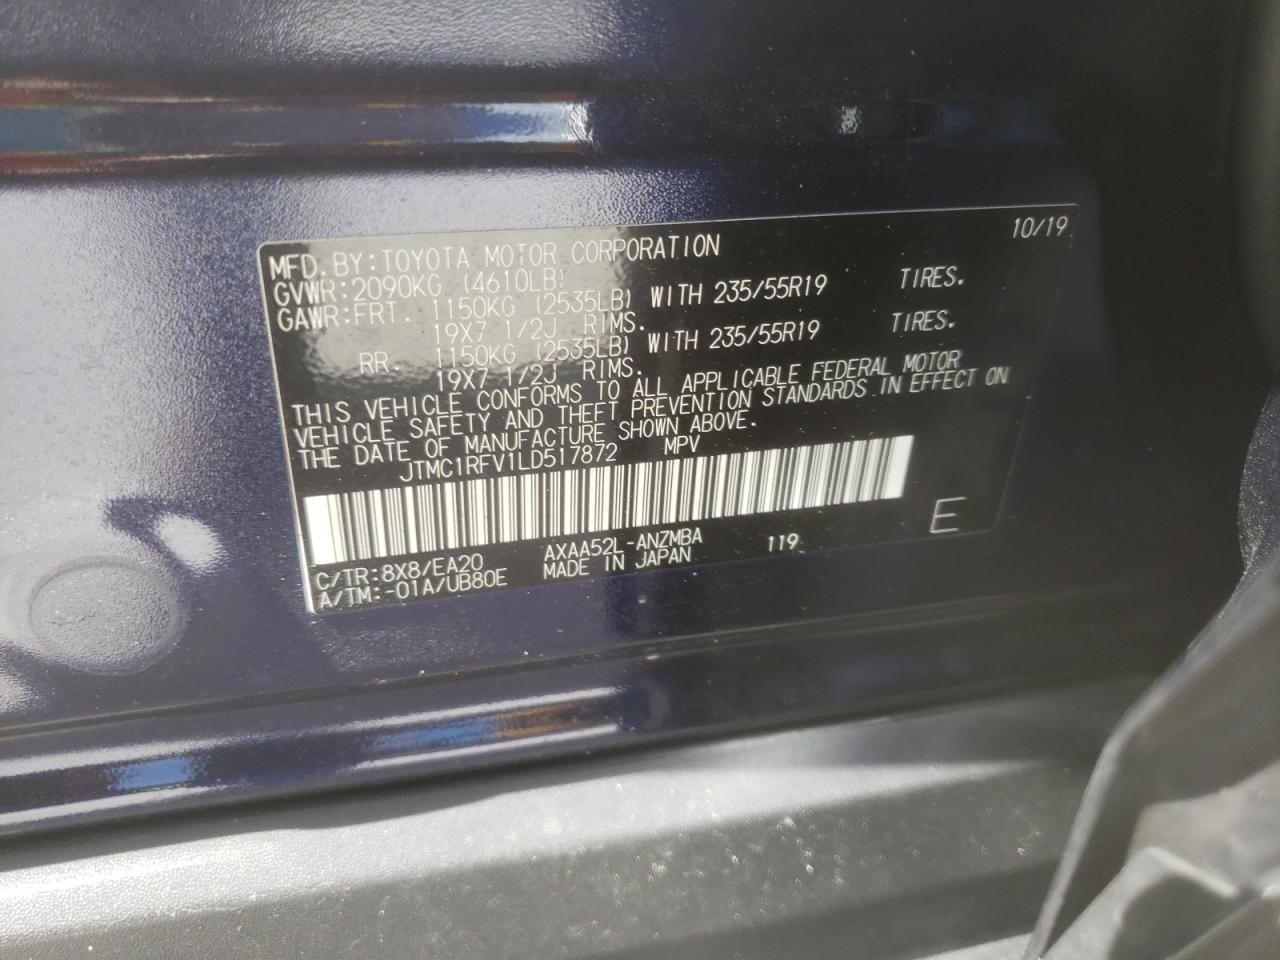 10/19
MFD. BY: TOYOTA MOTOR CORPORATION
GVWR: 2090KG (4610LB)
GAWR: FRT. 1150KG (2535LB) WITH 235/55R19 TIRES.
19X7 1/2J RIMS.
RR. 1150KG (2535LB) WITH 235/55R19 TIRES.
19X7 1/2J RIMS.
THIS VEHICLE CONFORMS TO ALL APPLICABLE FEDERAL MOTOR
VEHICLE SAFETY AND THEFT PREVENTION STANDARDS IN EFFECT ON
THE DATE OF MANUFACTURE SHOWN ABOVE.
JTMC1RFV1LD517872 MPV
E
C/TR: 8X8/EA20 AXAA52L-ANZMBA 119
A/TM: -01A/UB80E MADE IN JAPAN